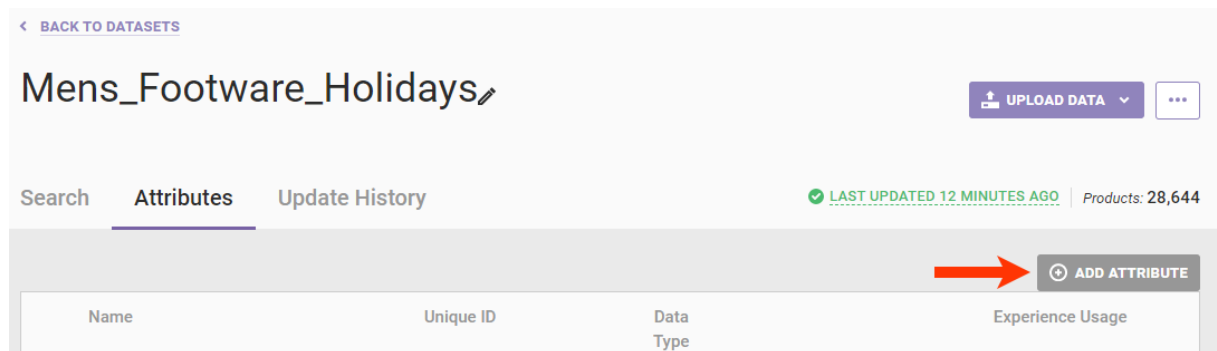 BACK TO DATASETS
Mens_Footware_Holidays
UPLOAD DATA
Search Attributes Update History LAST UPDATED 12 MINUTES AGO Products: 28,644
ADD ATTRIBUTE
Name Unique ID Data Experience Usage
Type